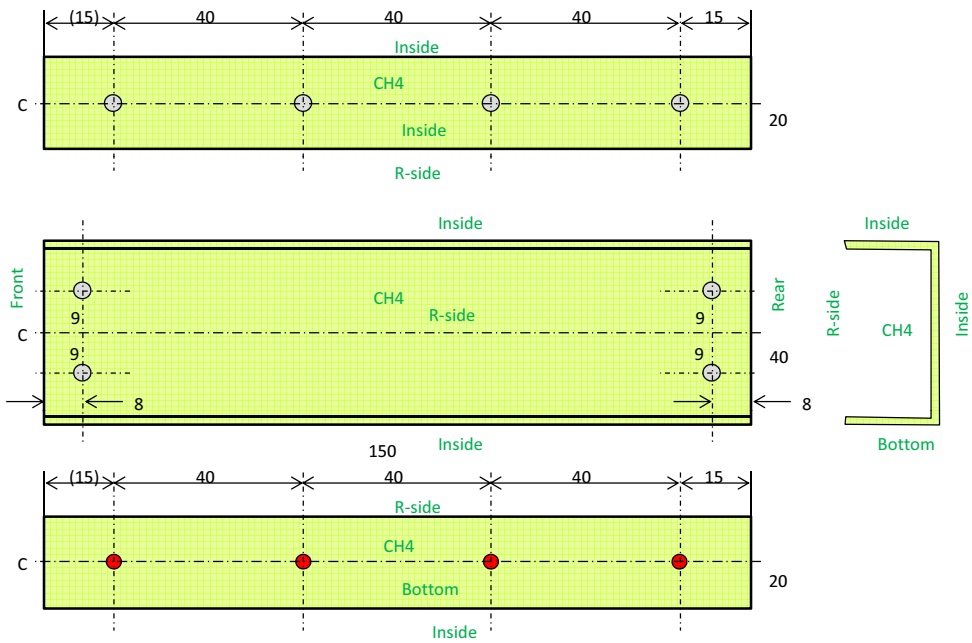 (15) 40 40 40 15
Inside
CH4
C
20
Inside
R-side
Inside
Inside
Front
CH4
Rear
R-side
9 9
C
R-side
CH4
Inside
9 9
40
8 8
Inside
Bottom
150
(15) 40 40 40 15
R-side
CH4
C
20
Bottom
Inside